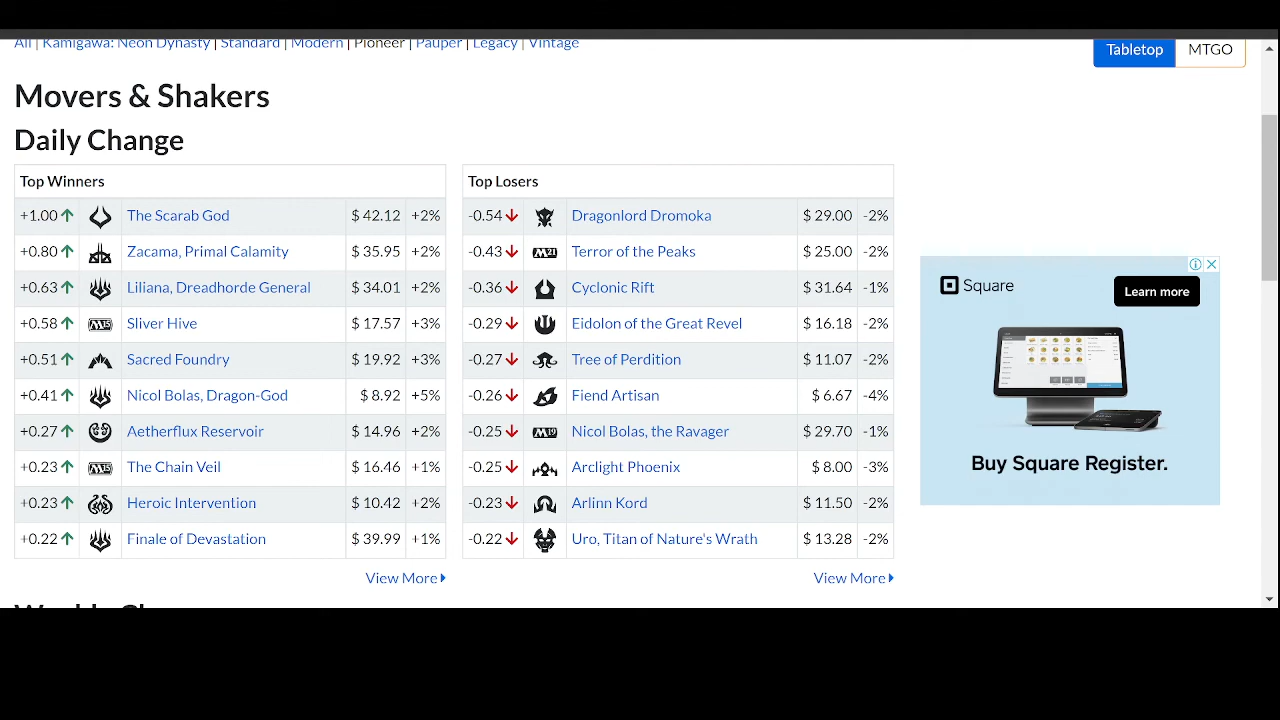 All | Kamigawa: Neon Dynasty | Standard | Modern | Pioneer | Pauper | Legacy | Vintage
Tabletop MTGO
Movers & Shakers
Daily Change
Top Winners
+1.00 The Scarab God $ 42.12 +2%
+0.80 Zacama, Primal Calamity $ 35.95 +2%
+0.63 Liliana, Dreadhorde General $ 34.01 +2%
+0.58 Sliver Hive $ 17.57 +3%
+0.51 Sacred Foundry $ 19.92 +3%
+0.41 Nicol Bolas, Dragon-God $ 8.92 +5%
+0.27 Aetherflux Reservoir $ 14.96 +2%
+0.23 The Chain Veil $ 16.46 +1%
+0.23 Heroic Intervention $ 10.42 +2%
+0.22 Finale of Devastation $ 39.99 +1%
View More
Top Losers
-0.54 Dragonlord Dromoka $ 29.00 -2%
-0.43 M21 Terror of the Peaks $ 25.00 -2%
-0.36 Cyclonic Rift $ 31.64 -1%
-0.29 Eidolon of the Great Revel $ 16.18 -2%
-0.27 Tree of Perdition $ 11.07 -2%
-0.26 Fiend Artisan $ 6.67 -4%
-0.25 M19 Nicol Bolas, the Ravager $ 29.70 -1%
-0.25 Arclight Phoenix $ 8.00 -3%
-0.23 Arlinn Kord $ 11.50 -2%
-0.22 Uro, Titan of Nature's Wrath $ 13.28 -2%
View More
Square
Learn more
Buy Square Register.